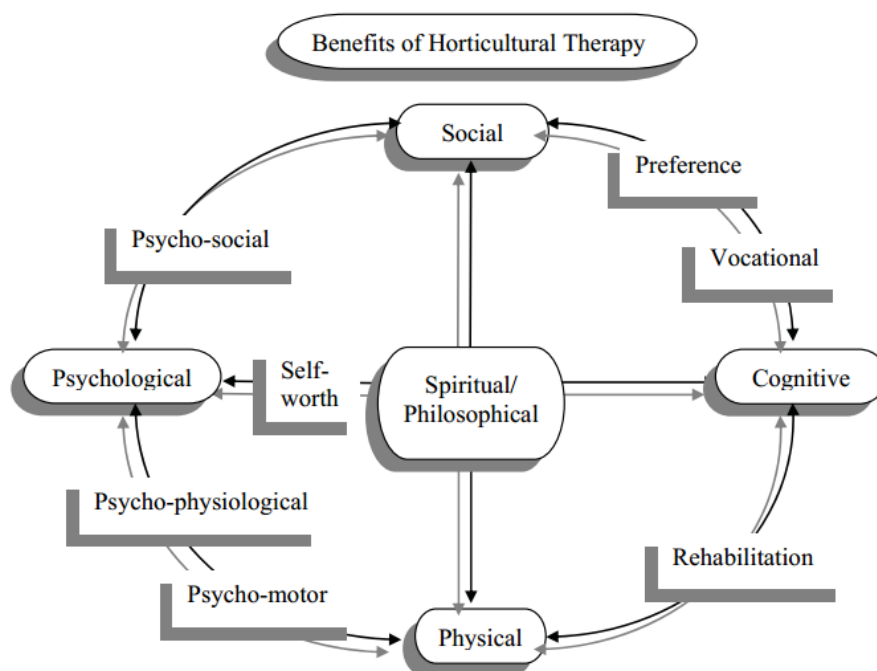 Benefits of Horticultural Therapy
Social
Preference
Psycho-social
Vocational
Psychological
Self-
worth
Spiritual/
Philosophical
Cognitive
Psycho-physiological
Rehabilitation
Psycho-motor
Physical